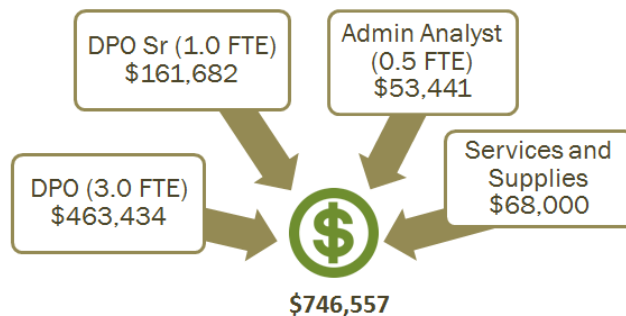 DPO Sr (1.0 FTE)
$161,682
Admin Analyst
(0.5 FTE)
$53,441
DPO (3.0 FTE)
$463,434
Services and
Supplies
$68,000
$
$746,557